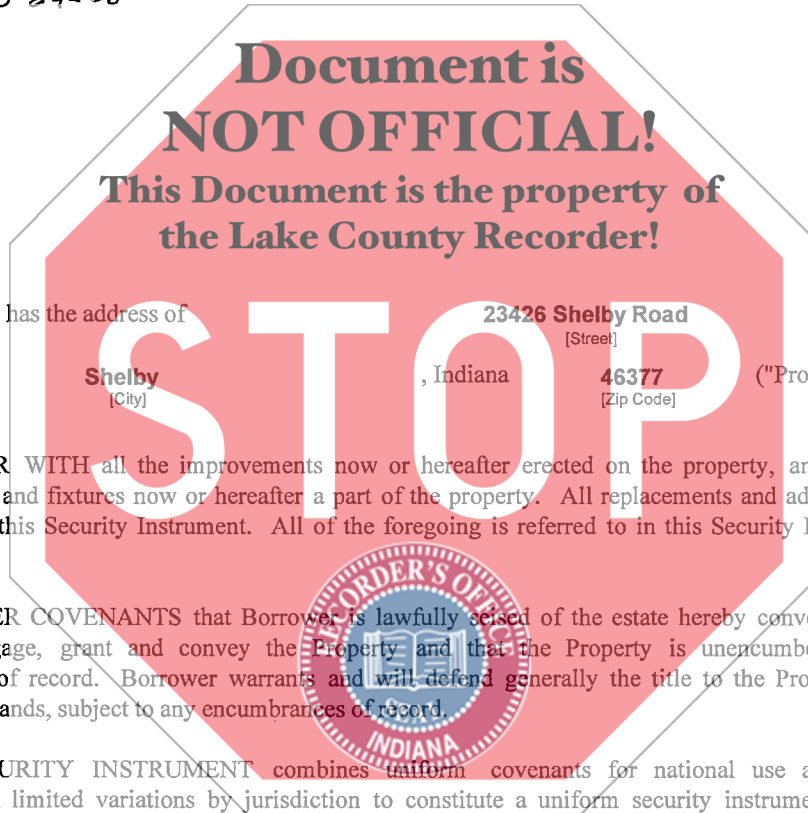 Document is
NOT OFFICIAL!
This Document is the property of
the Lake County Recorder!
has the address of 23426 Shelby Road
[Street]
Shelby , Indiana 46377 ("Pro
[City] [Zip Code]
STOP
R WITH all the improvements now or hereafter erected on the property, an
and fixtures now or hereafter a part of the property. All replacements and ad
this Security Instrument. All of the foregoing is referred to in this Security I
RECORDER'S OFFICE
ER COVENANTS that Borrower is lawfully seised of the estate hereby conve
gage, grant and convey the Property and that the Property is unencumbe
of record. Borrower warrants and will defend generally the title to the Pro
ands, subject to any encumbrances of record.
INDIANA
URITY INSTRUMENT combines uniform covenants for national use a
limited variations by jurisdiction to constitute a uniform security instrume